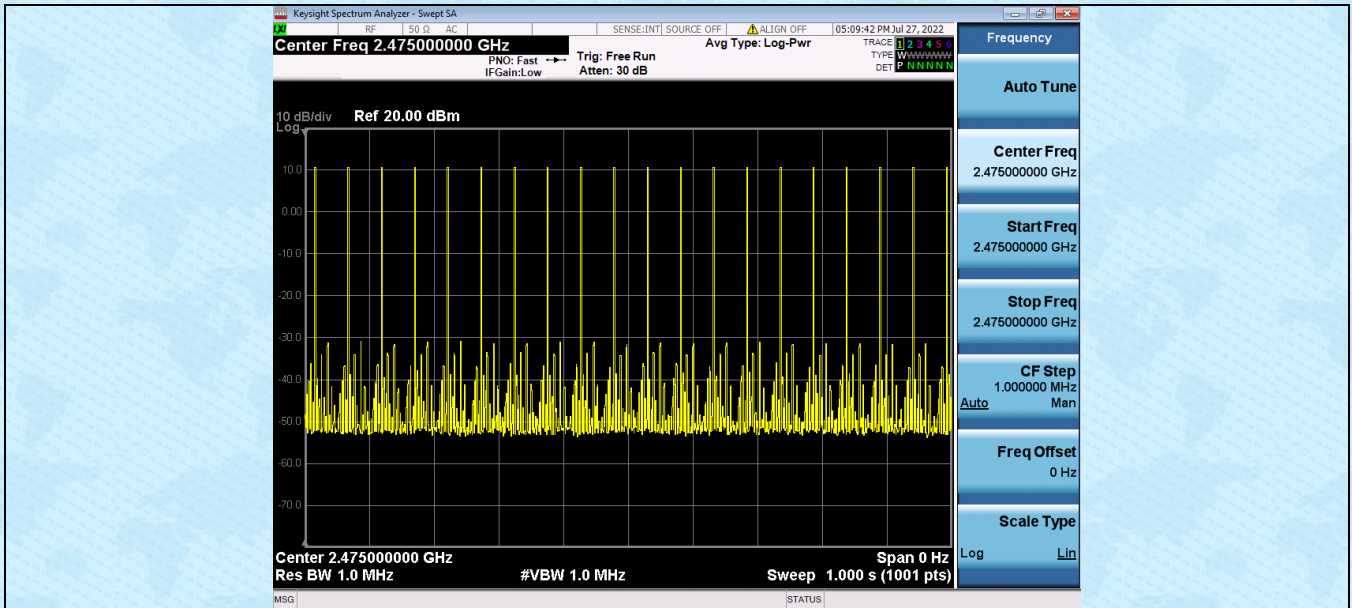 Keysight Spectrum Analyzer - Swept SA
LXI RF 50 Ω AC SENSE:INT SOURCE OFF ALIGN OFF 05:09:42 PM Jul 27, 2022
Center Freq 2.475000000 GHz
PNO: Fast
IFGain:Low
Trig: Free Run
Atten: 30 dB
Avg Type: Log-Pwr
TRACE 1 2 3 4 5 6
TYPE WWWWWW
DET P N N N N N
10 dB/div Ref 20.00 dBm
Log
10.0
0.00
-10.0
-20.0
-30.0
-40.0
-50.0
-60.0
-70.0
Center 2.475000000 GHz Span 0 Hz
Res BW 1.0 MHz #VBW 1.0 MHz Sweep 1.000 s (1001 pts)
MSG STATUS
Frequency
Auto Tune
Center Freq
2.475000000 GHz
Start Freq
2.475000000 GHz
Stop Freq
2.475000000 GHz
CF Step
1.000000 MHz
Auto Man
Freq Offset
0 Hz
Scale Type
Log Lin